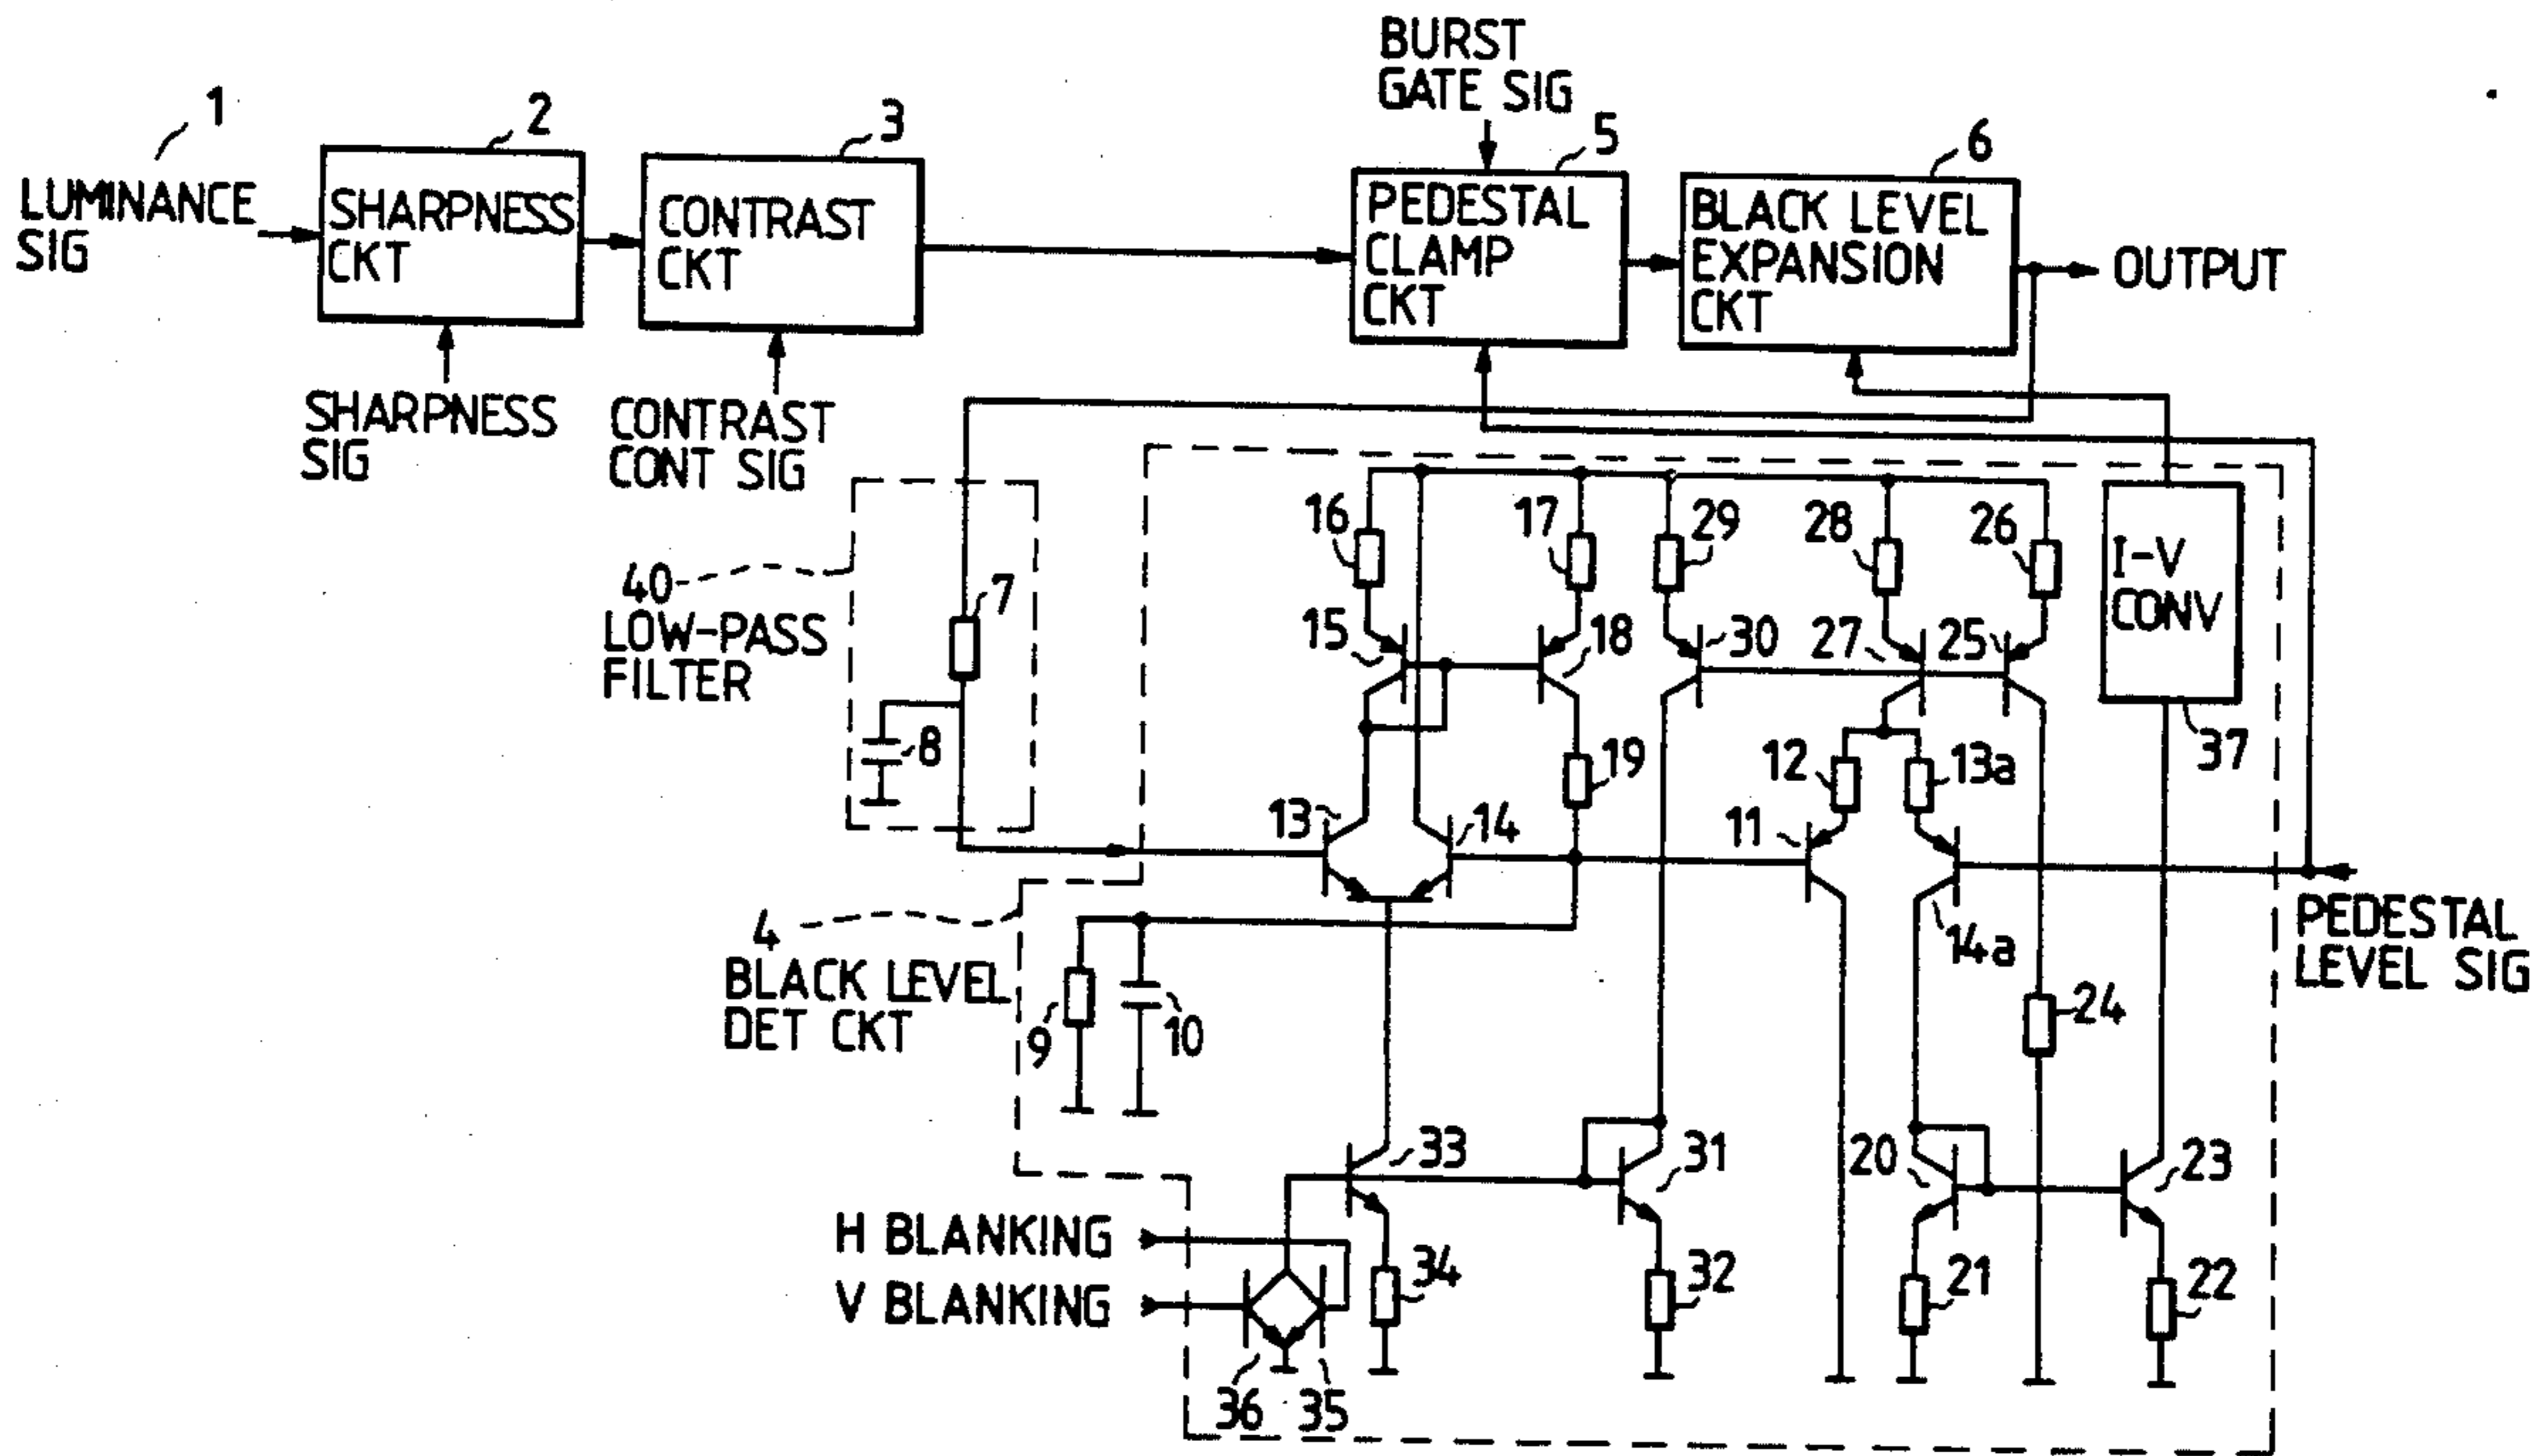 BURST
GATE SIG
1
2
3
5
6
LUMINANCE
SIG
SHARPNESS
CKT
CONTRAST
CKT
PEDESTAL
CLAMP
CKT
BLACK LEVEL
EXPANSION
CKT
OUTPUT
SHARPNESS
SIG
CONTRAST
CONT SIG
16
17
29
28
26
I-V
CONV
40
LOW-PASS
FILTER
7
15
18
30
27
25
8
19
12
13a
37
13
14
11
4
BLACK LEVEL
DET CKT
14a
PEDESTAL
LEVEL SIG
9
10
24
33
31
20
23
H BLANKING
V BLANKING
34
32
21
22
36
35